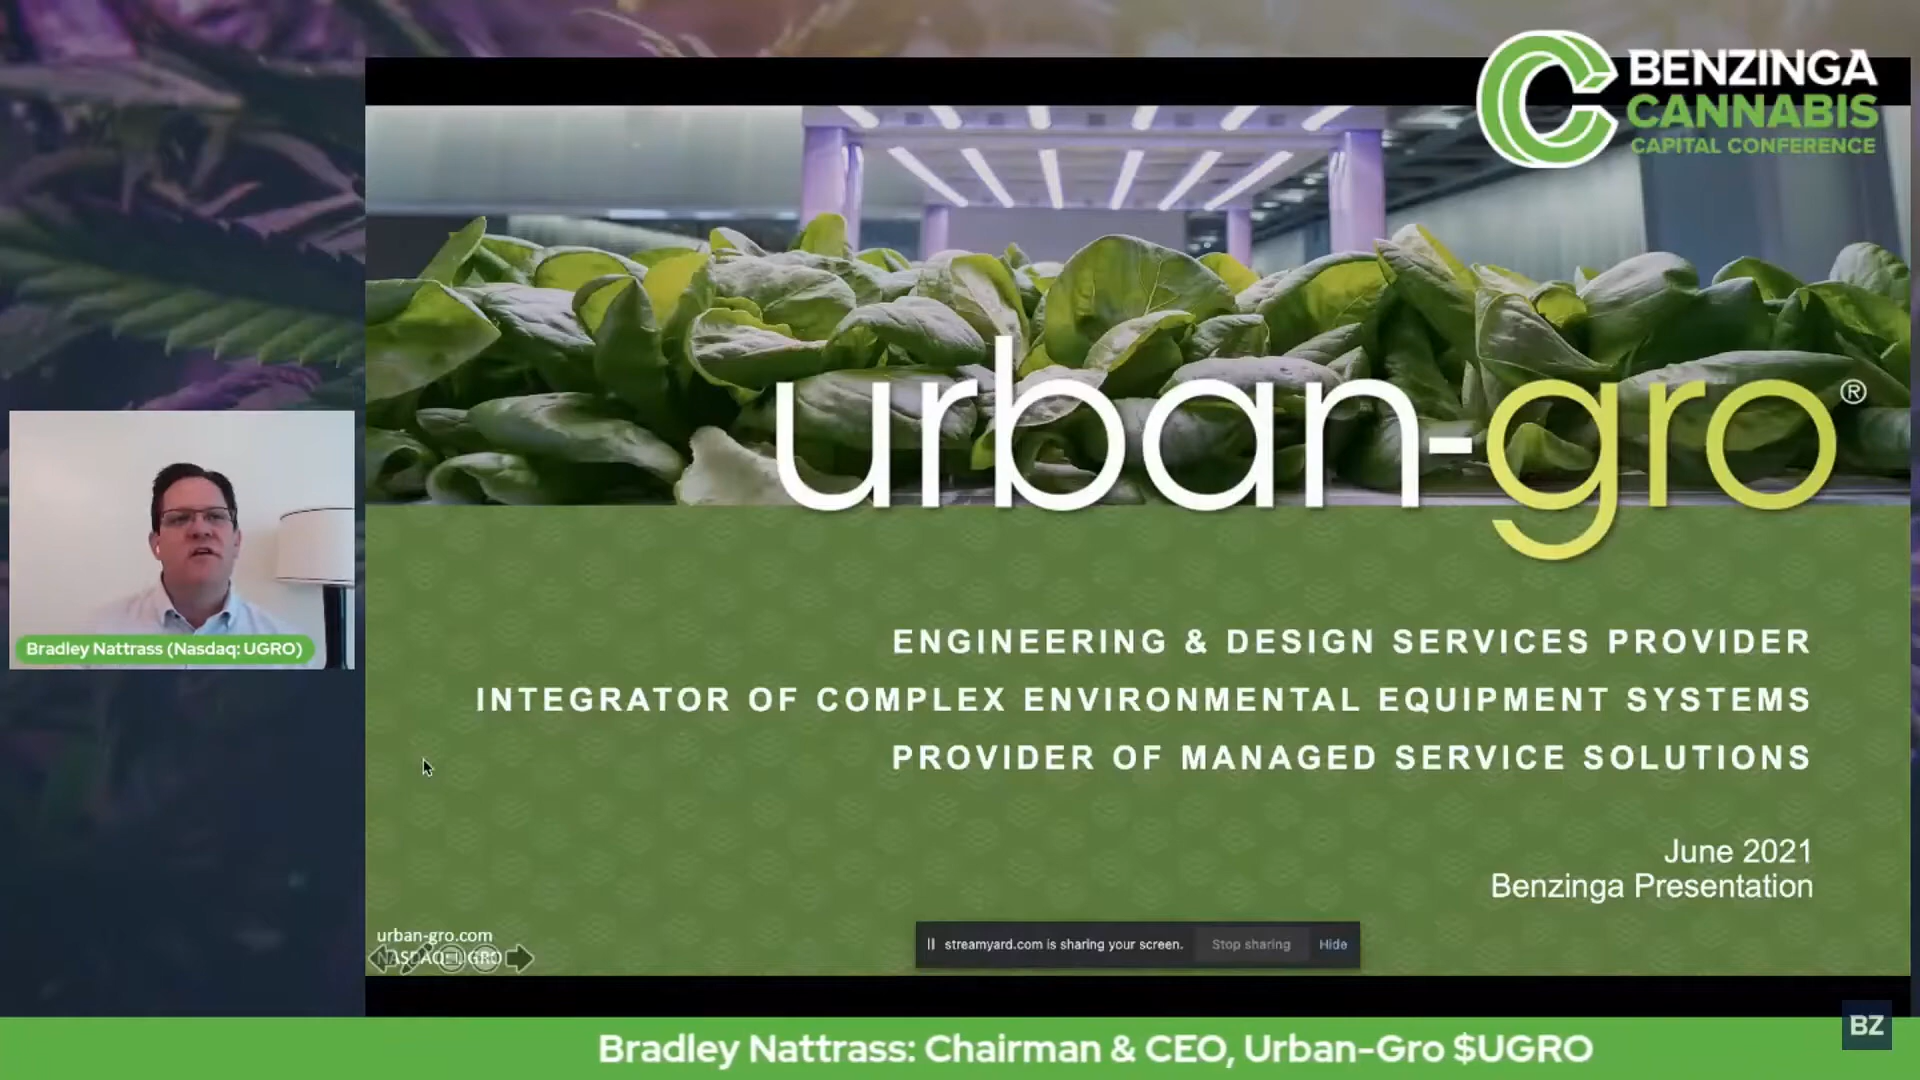 BENZINGA
CANNABIS
CAPITAL CONFERENCE
urban-gro®
Bradley Nattrass (Nasdaq: UGRO)
ENGINEERING & DESIGN SERVICES PROVIDER
INTEGRATOR OF COMPLEX ENVIRONMENTAL EQUIPMENT SYSTEMS
PROVIDER OF MANAGED SERVICE SOLUTIONS
June 2021
Benzinga Presentation
urban-gro.com
NASDAQ: UGRO
streamyard.com is sharing your screen. Stop sharing Hide
BZ
Bradley Nattrass: Chairman & CEO, Urban-Gro $UGRO